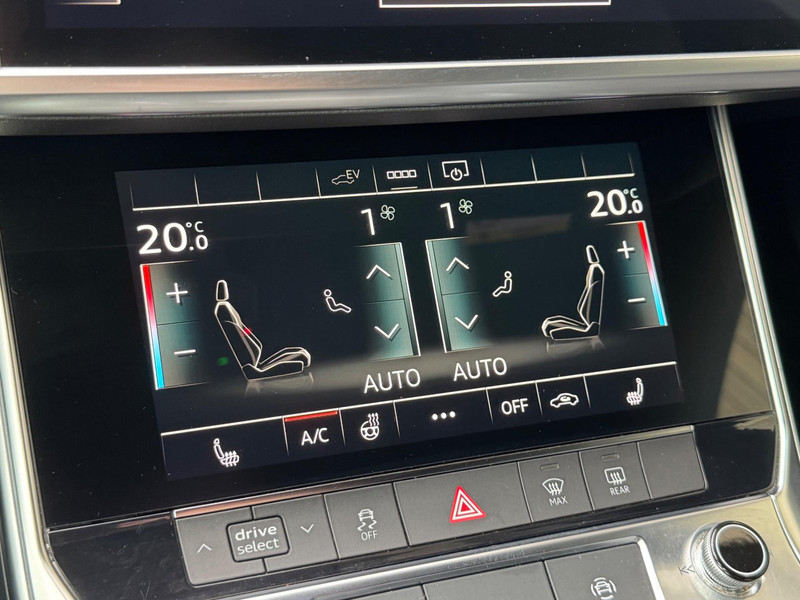 EV
20.0 °C
1
1
20.0 °C
AUTO
AUTO
A/C
OFF
drive
select
OFF
MAX
REAR